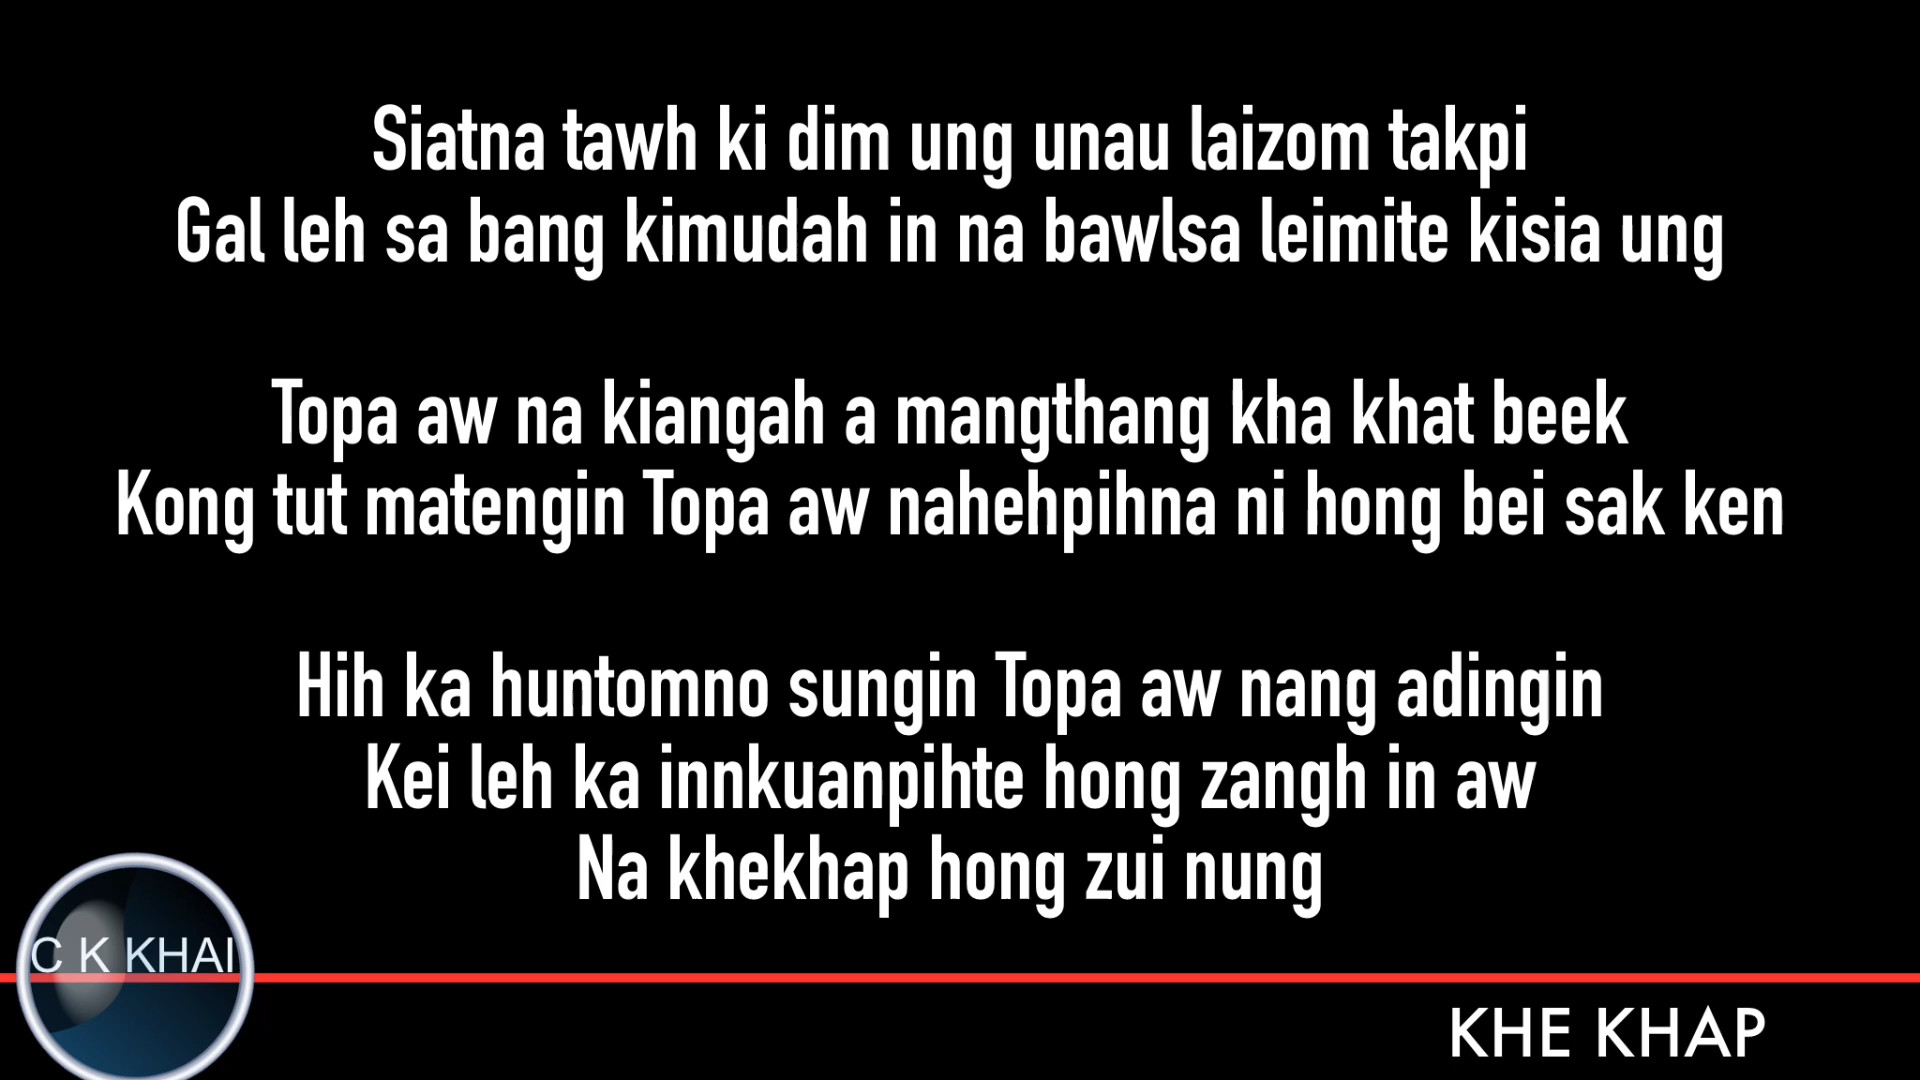 Siatna tawh ki dim ung unau laizom takpi
Gal leh sa bang kimudah in na bawlsa leimite kisia ung
Topa aw na kiangah a mangthang kha khat beek
Kong tut matengin Topa aw nahehpihna ni hong bei sak ken
Hih ka huntomno sungin Topa aw nang adingin
Kei leh ka innkuanpihte hong zangh in aw
Na khekhap hong zui nung
C K KHAI
KHE KHAP